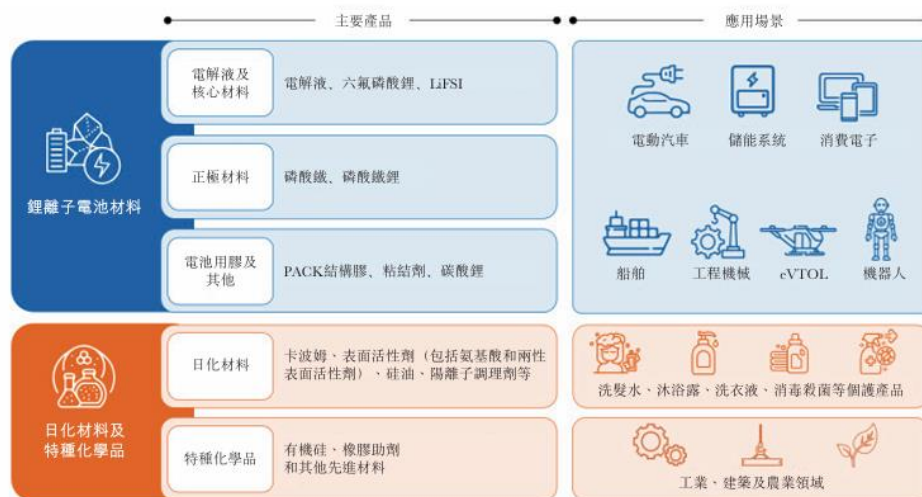 主要產品
應用場景
鋰離子電池材料
電解液及
核心材料
電解液、六氟磷酸鋰、LiFSI
正極材料
磷酸鐵、磷酸鐵鋰
電池用膠及
其他
PACK結構膠、粘結劑、碳酸鋰
電動汽車
儲能系統
消費電子
船舶
工程機械
eVTOL
機器人
日化材料及
特種化學品
日化材料
卡波姆、表面活性劑（包括氨基酸和兩性
表面活性劑）、硅油、陽離子調理劑等
特種化學品
有機硅、橡膠助劑
和其他先進材料
洗髮水、沐浴露、洗衣液、消毒殺菌等個護產品
工業、建築及農業領域